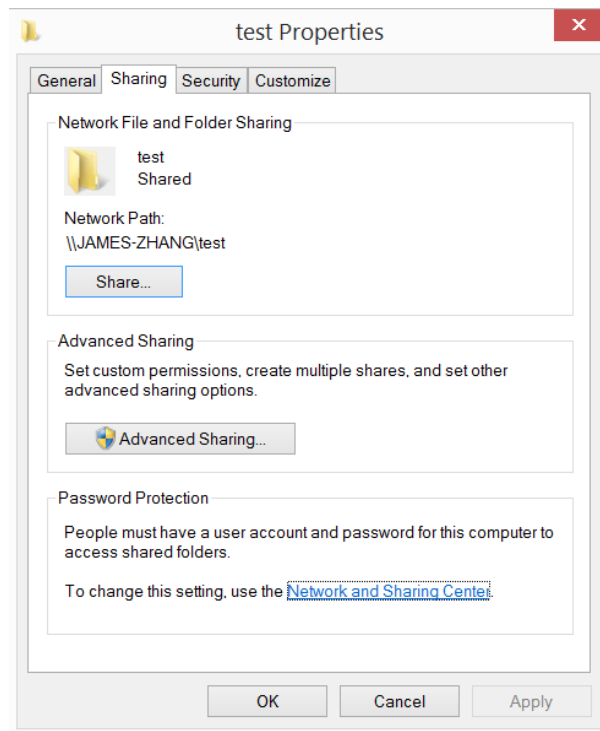 test Properties
General Sharing Security Customize
Network File and Folder Sharing
test
Shared
Network Path:
\\JAMES-ZHANG\test
Share...
Advanced Sharing
Set custom permissions, create multiple shares, and set other
advanced sharing options.
Advanced Sharing...
Password Protection
People must have a user account and password for this computer to
access shared folders.
To change this setting, use the Network and Sharing Center.
OK Cancel Apply